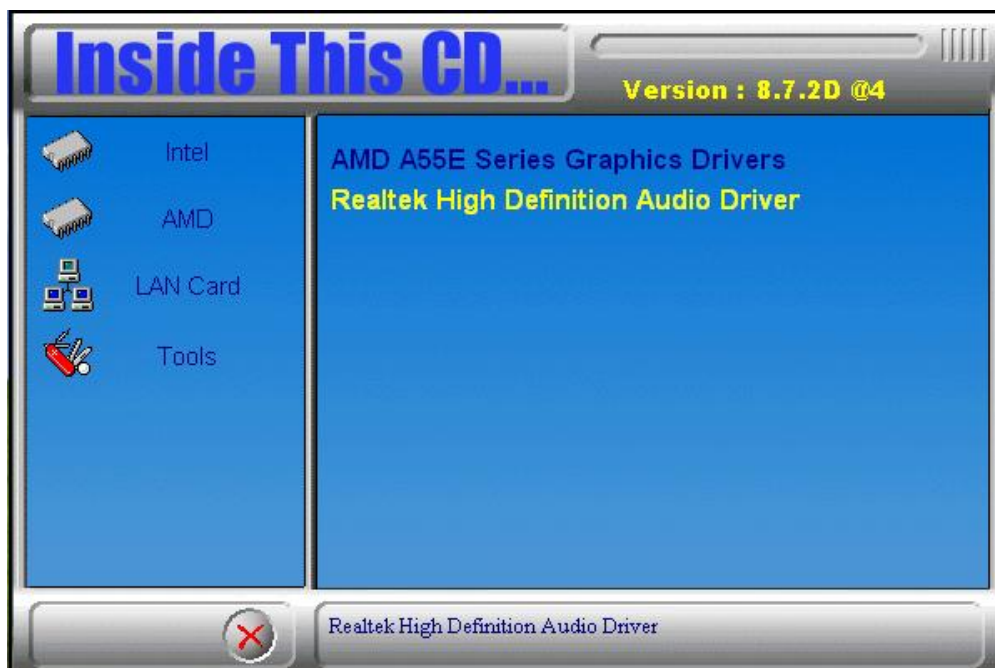 Inside This CD...
Version : 8.7.2D @4
Intel
AMD
LAN Card
Tools
AMD A55E Series Graphics Drivers
Realtek High Definition Audio Driver
Realtek High Definition Audio Driver